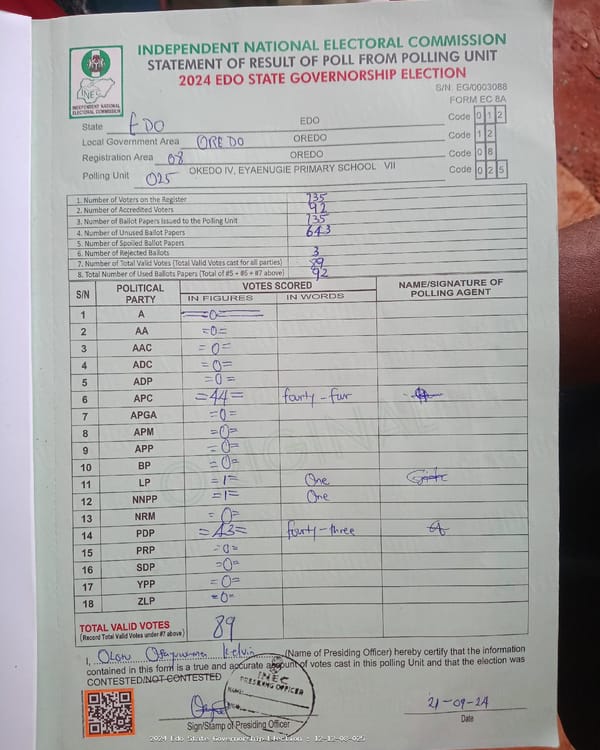 INDEPENDENT NATIONAL ELECTORAL COMMISSION
STATEMENT OF RESULT OF POLL FROM POLLING UNIT
2024 EDO STATE GOVERNORSHIP ELECTION
INEC
INDEPENDENT NATIONAL ELECTORAL COMMISSION
S/N: EG/0003088
FORM EC 8A
State EDO EDO Code 0 1 2
Local Government Area OREDO OREDO Code 1 2
Registration Area 08 OREDO Code 0 8
Polling Unit 025 OKEDO IV, EYAENUGIE PRIMARY SCHOOL VII Code 0 2 5
1. Number of Voters on the Register 735
2. Number of Accredited Voters 92
3. Number of Ballot Papers Issued to the Polling Unit 735
4. Number of Unused Ballot Papers 643
5. Number of Spoiled Ballot Papers
6. Number of Rejected Ballots 3
7. Number of Total Valid Votes (Total Valid Votes cast for all parties) 89
8. Total Number of Used Ballots Papers (Total of #5 + #6 + #7 above) 92
S/N POLITICAL PARTY VOTES SCORED NAME/SIGNATURE OF POLLING AGENT
IN FIGURES IN WORDS
1 A =0=
2 AA =0=
3 AAC =0=
4 ADC =0=
5 ADP =0=
6 APC =44= fourty-four
7 APGA =0=
8 APM =0=
9 APP =0=
10 BP =0=
11 LP =1= One
12 NNPP =1= One
13 NRM =0=
14 PDP =43= fourty-three
15 PRP =0=
16 SDP =0=
17 YPP =0=
18 ZLP =0=
TOTAL VALID VOTES 89
(Record Total Valid Votes under #7 above)
I, Kelvin (Name of Presiding Officer) hereby certify that the information
contained in this form is a true and accurate account of votes cast in this polling Unit and that the election was
CONTESTED/NOT CONTESTED
INEC
PRESIDING OFFICER
21-09-24
Sign/Stamp of Presiding Officer Date
2024 Edo State Governorship Election : 12-12-08-025